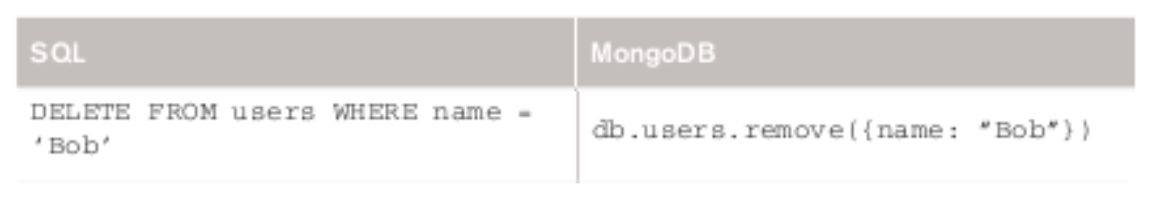 SQL
MongoDB
DELETE FROM users WHERE name =
‘Bob’
db.users.remove({name: “Bob”})